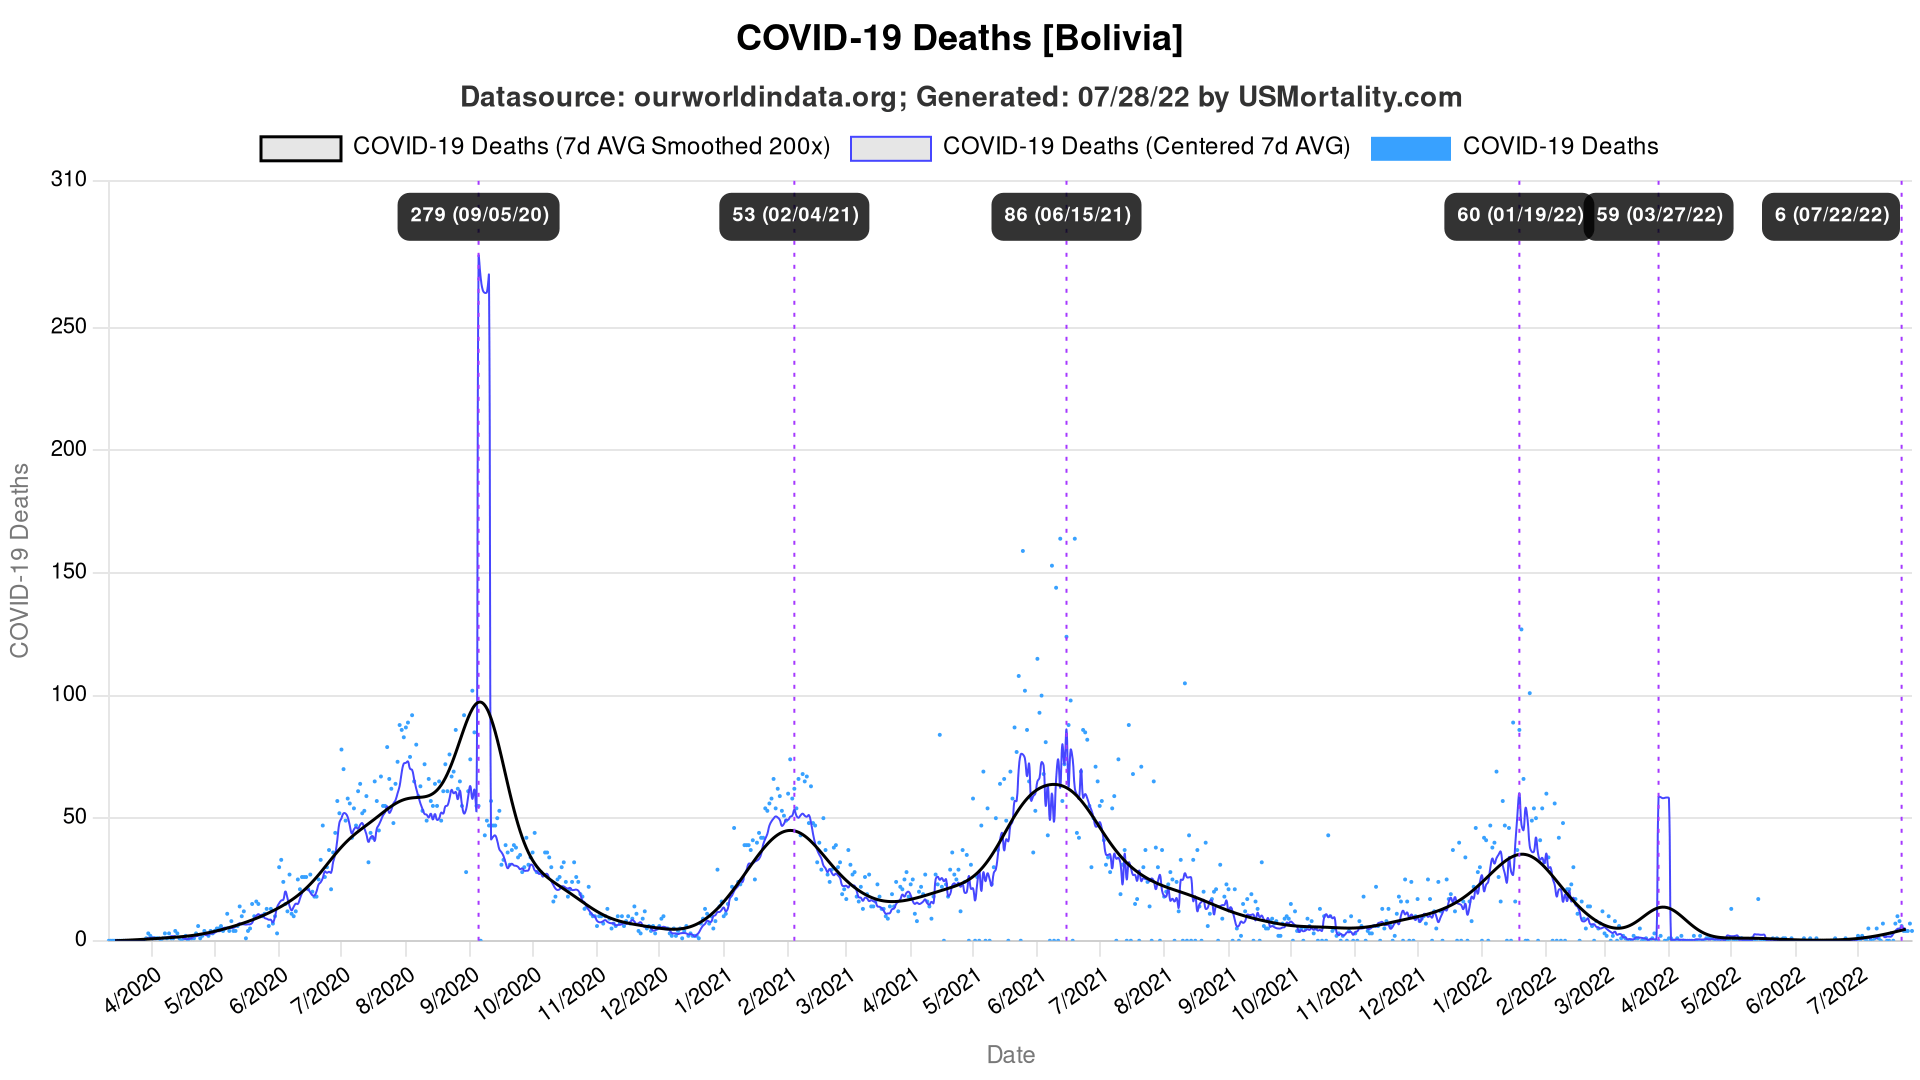 COVID-19 Deaths [Bolivia]
Datasource: ourworldindata.org; Generated: 07/28/22 by USMortality.com
COVID-19 Deaths (7d AVG Smoothed 200x) COVID-19 Deaths (Centered 7d AVG) COVID-19 Deaths
310
279 (09/05/20) 53 (02/04/21) 86 (06/15/21) 60 (01/19/22) 59 (03/27/22) 6 (07/22/22)
250
200
150
100
50
0
COVID-19 Deaths
4/2020 5/2020 6/2020 7/2020 8/2020 9/2020 10/2020 11/2020 12/2020 1/2021 2/2021 3/2021 4/2021 5/2021 6/2021 7/2021 8/2021 9/2021 10/2021 11/2021 12/2021 1/2022 2/2022 3/2022 4/2022 5/2022 6/2022 7/2022
Date